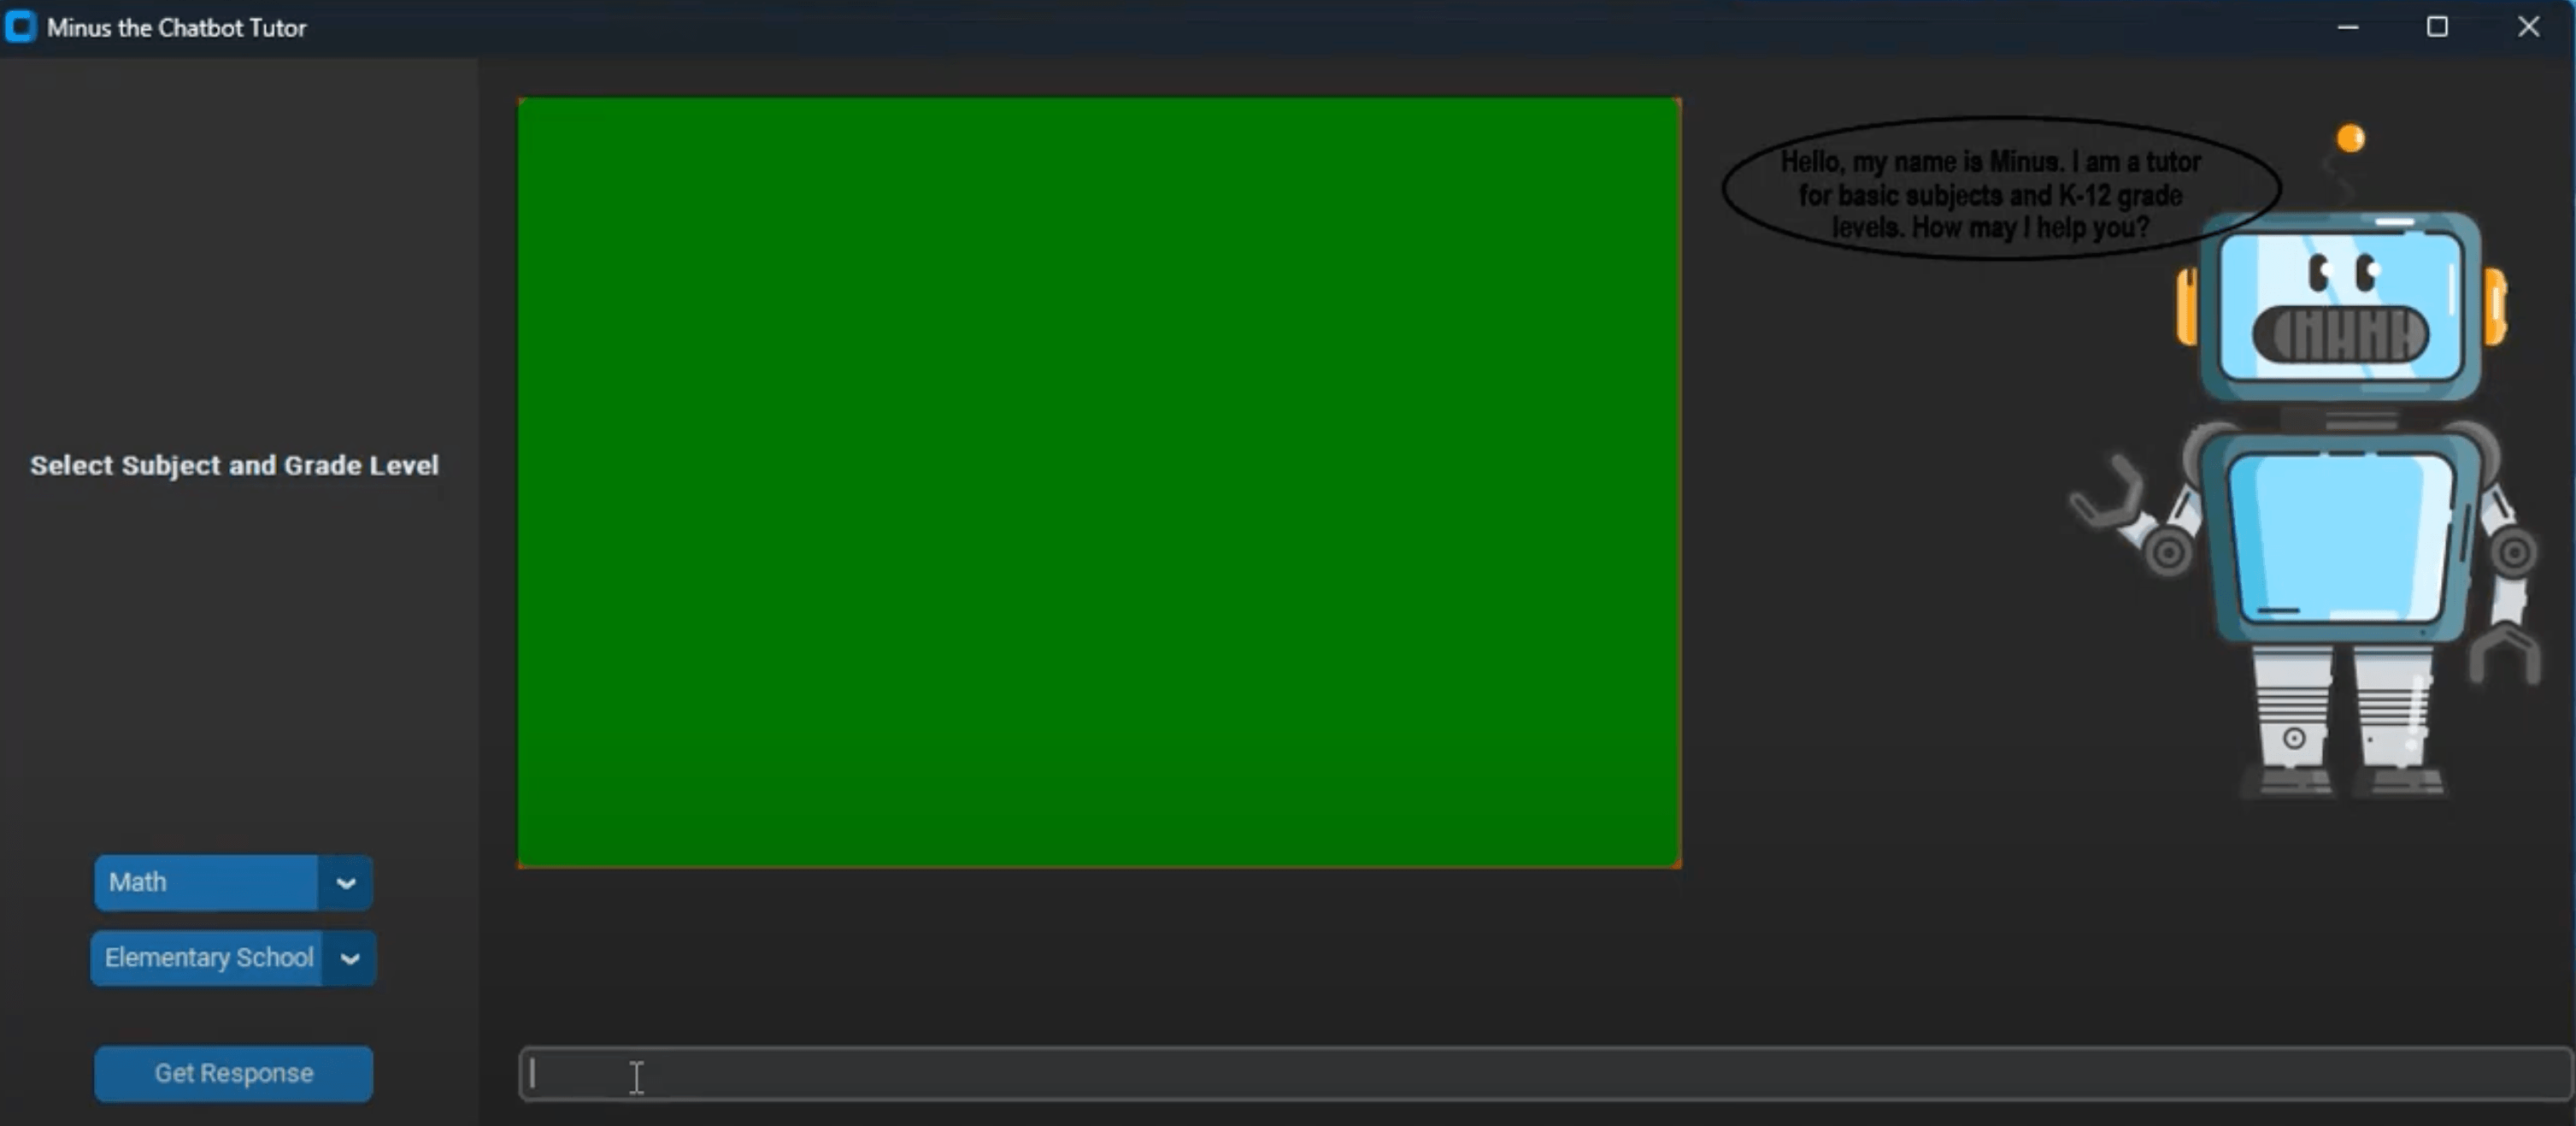 Minus the Chatbot Tutor
Hello, my name is Minus. I am a tutor
for basic subjects and K-12 grade
levels. How may I help you?
Select Subject and Grade Level
Math
Elementary School
Get Response